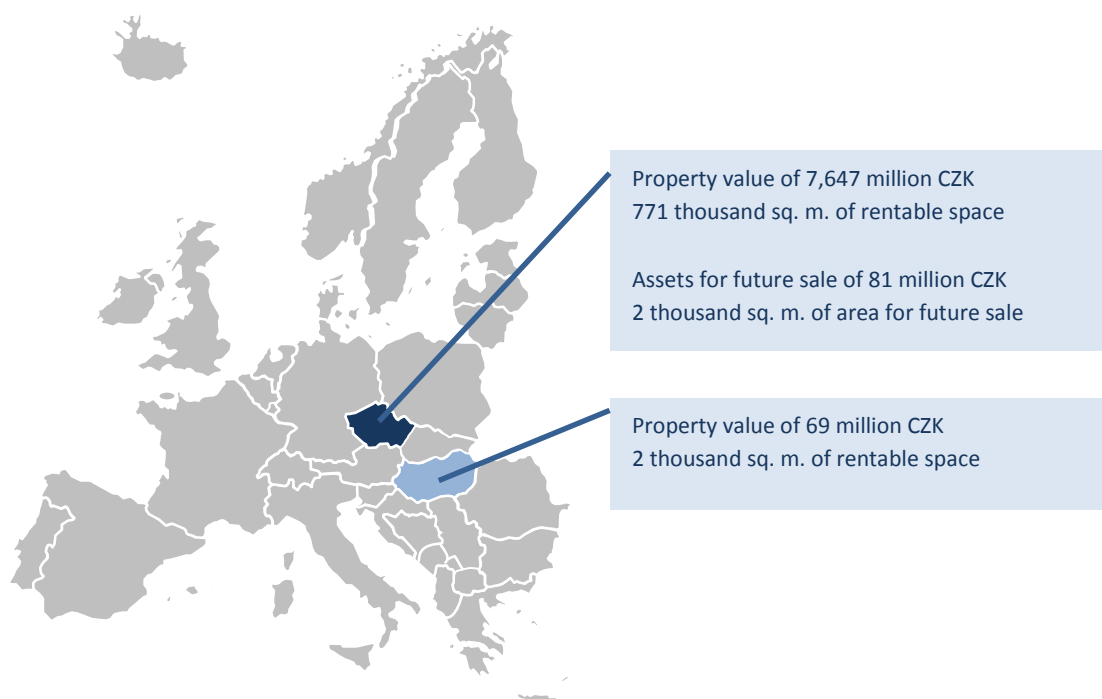 Property value of 7,647 million CZK
771 thousand sq. m. of rentable space
Assets for future sale of 81 million CZK
2 thousand sq. m. of area for future sale
Property value of 69 million CZK
2 thousand sq. m. of rentable space